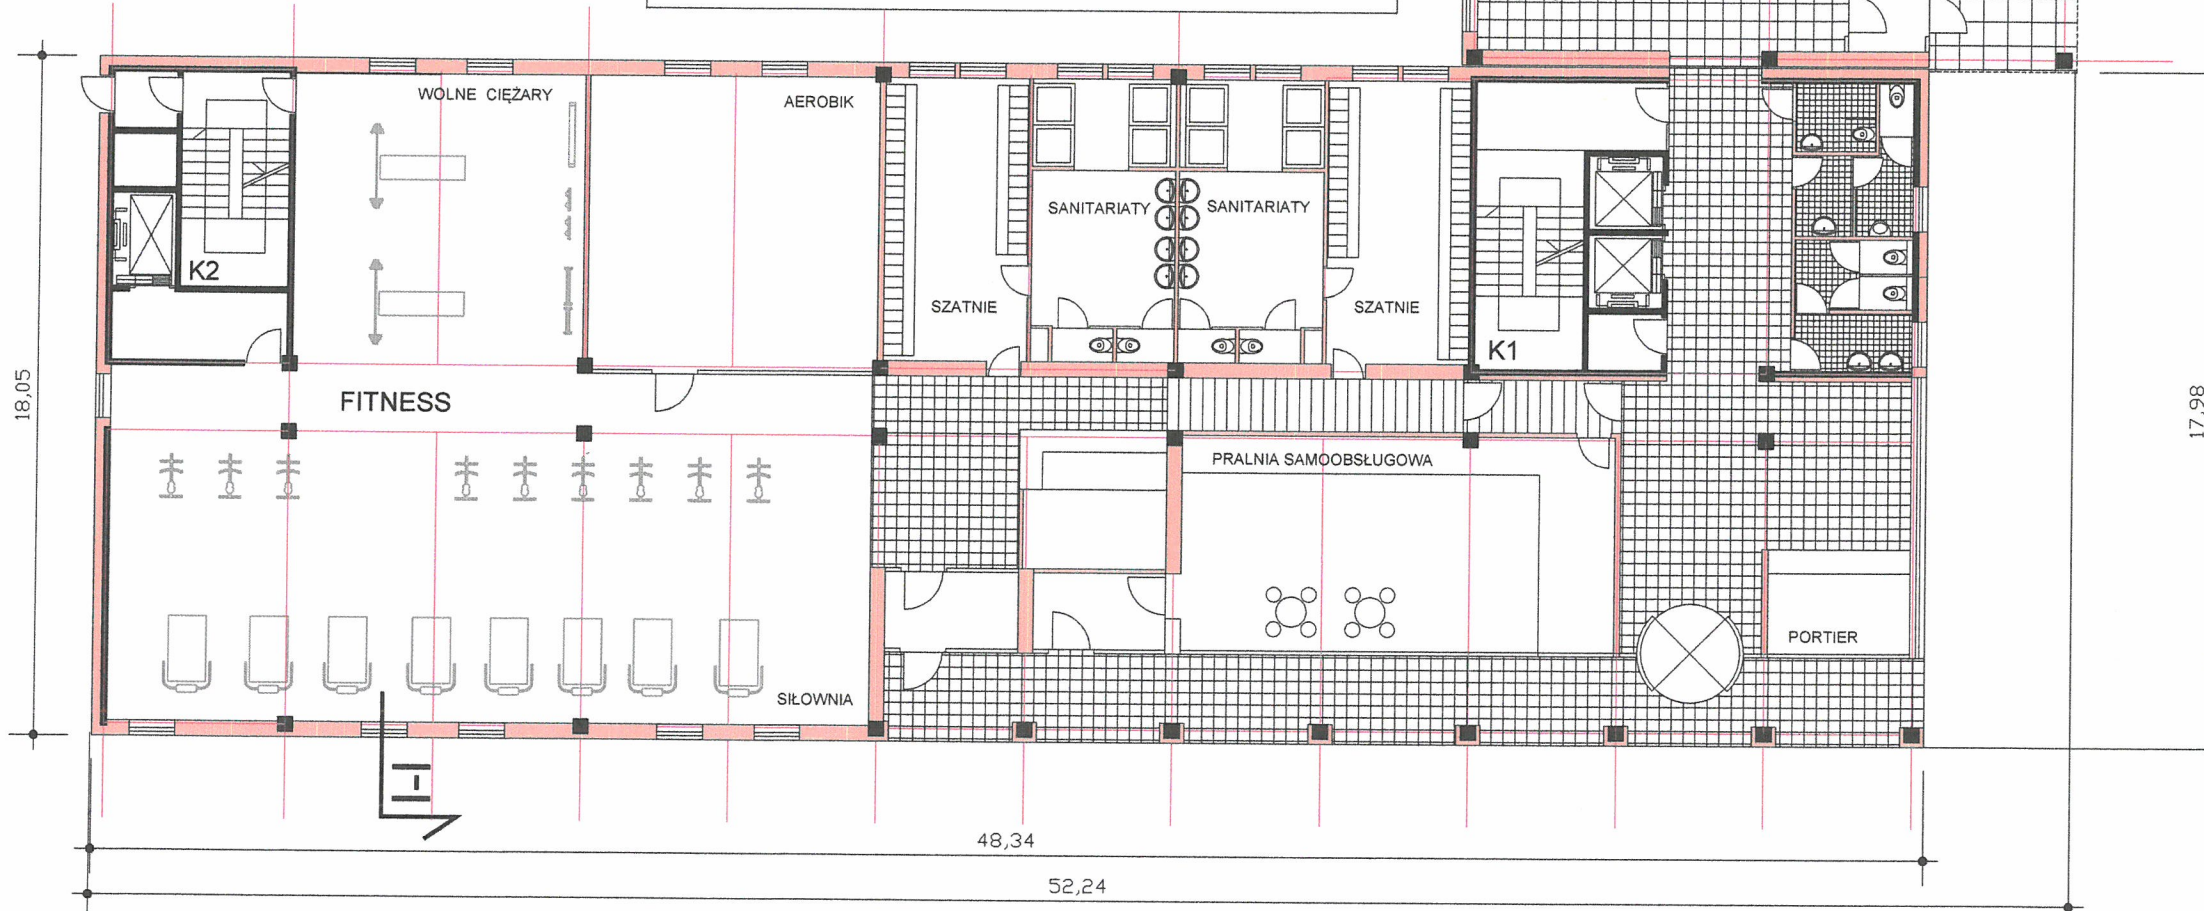 WOLNE CIĘŻARY
AEROBIK
SANITARIATY
SANITARIATY
K2
SZATNIE
SZATNIE
K1
18,05
17,98
FITNESS
PRALNIA SAMOOBSŁUGOWA
PORTIER
SIŁOWNIA
I-I
48,34
52,24